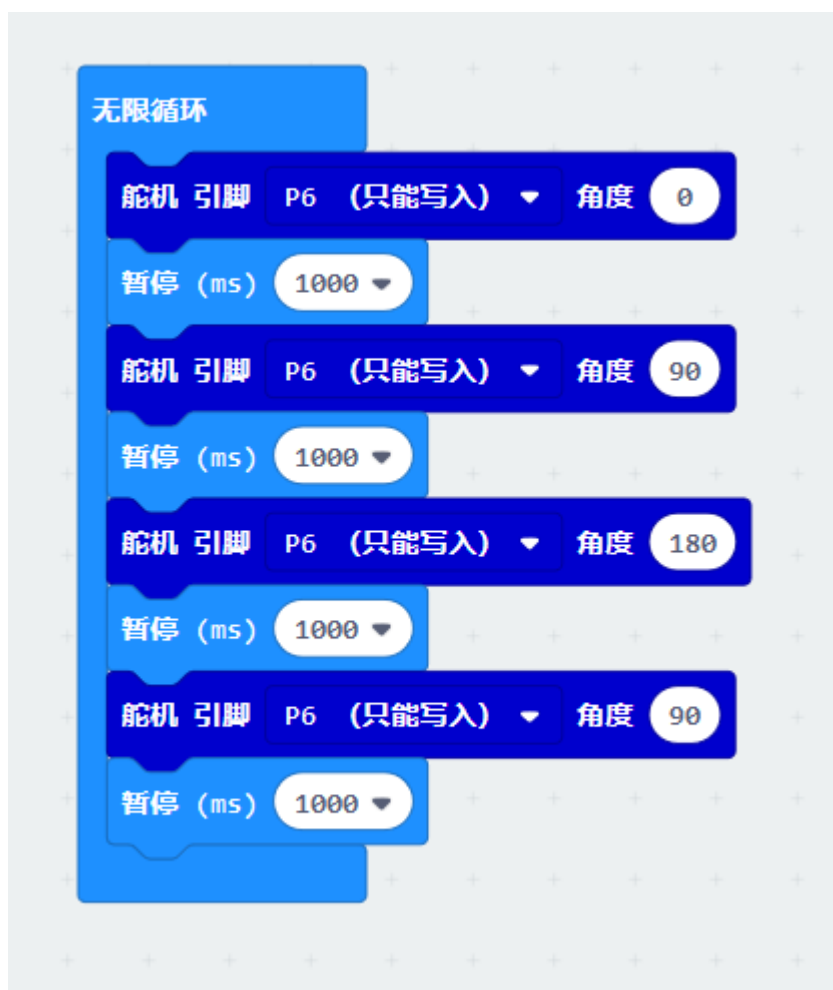 无限循环
舵机 引脚 P6 (只能写入) 角度 0
暂停 (ms) 1000
舵机 引脚 P6 (只能写入) 角度 90
暂停 (ms) 1000
舵机 引脚 P6 (只能写入) 角度 180
暂停 (ms) 1000
舵机 引脚 P6 (只能写入) 角度 90
暂停 (ms) 1000